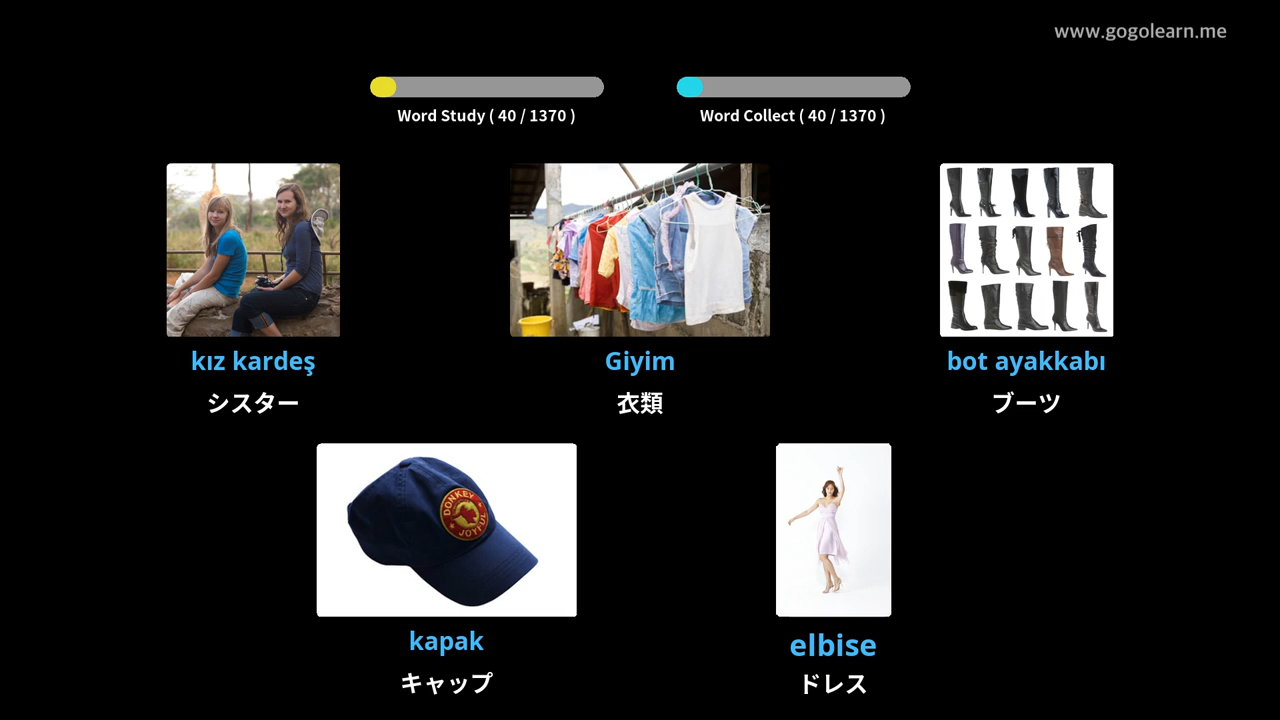 www.gogolearn.me
Word Study ( 40 / 1370 )
Word Collect ( 40 / 1370 )
kız kardeş
シスター
Giyim
衣類
bot ayakkabı
ブーツ
DONKEY
JOYFUL
kapak
キャップ
elbise
ドレス